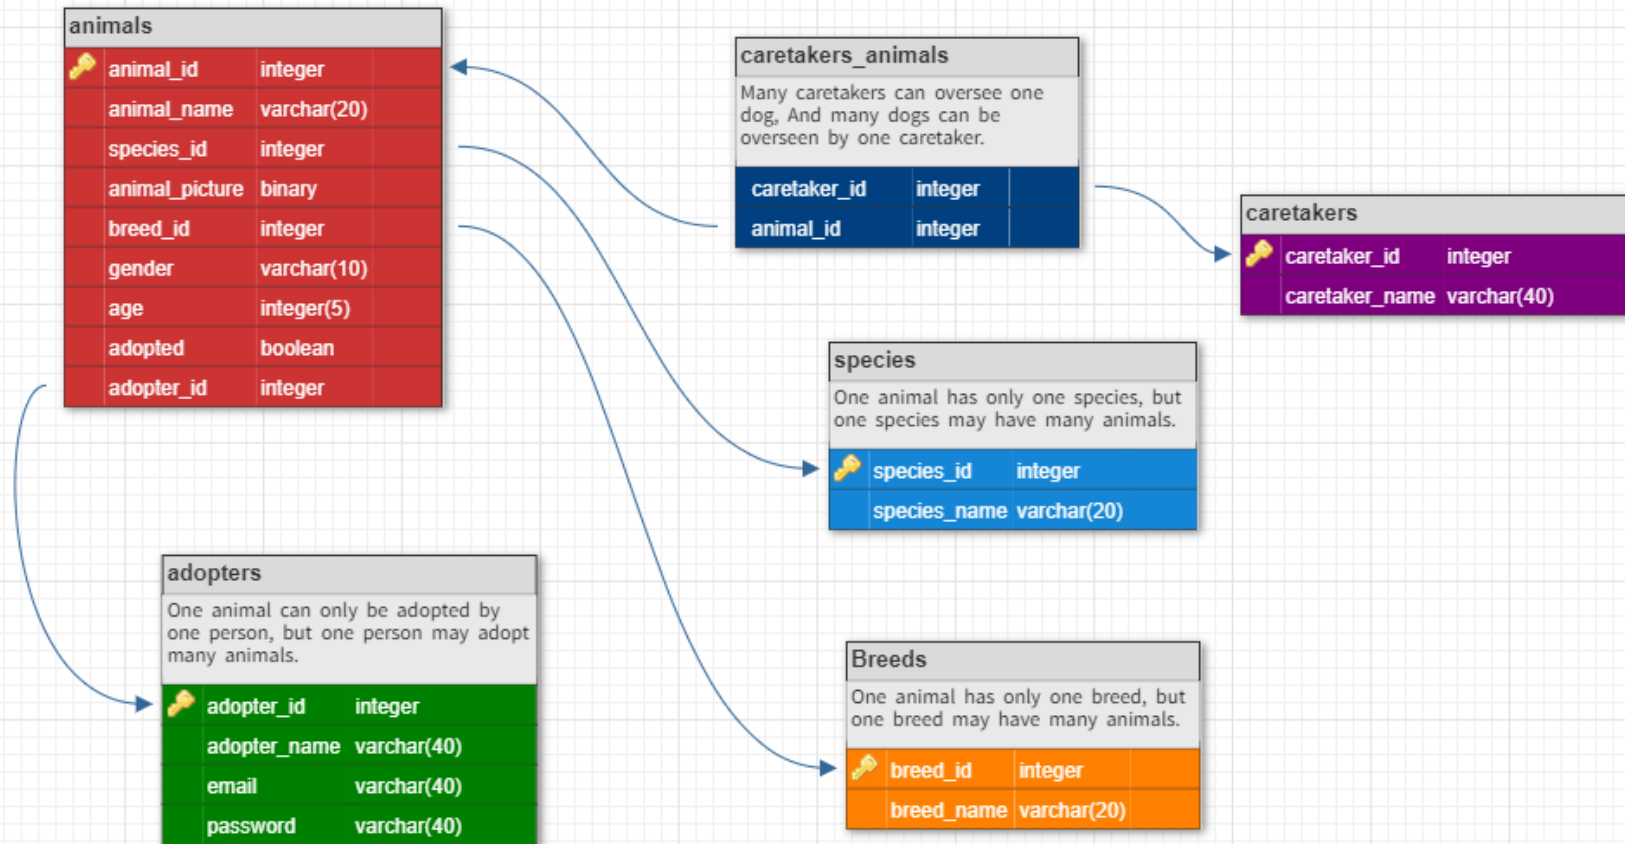 animals
animal_id integer
animal_name varchar(20)
species_id integer
animal_picture binary
breed_id integer
gender varchar(10)
age integer(5)
adopted boolean
adopter_id integer
caretakers_animals
Many caretakers can oversee one
dog, And many dogs can be
overseen by one caretaker.
caretaker_id integer
animal_id integer
caretakers
caretaker_id integer
caretaker_name varchar(40)
species
One animal has only one species, but
one species may have many animals.
species_id integer
species_name varchar(20)
adopters
One animal can only be adopted by
one person, but one person may adopt
many animals.
adopter_id integer
adopter_name varchar(40)
email varchar(40)
password varchar(40)
Breeds
One animal has only one breed, but
one breed may have many animals.
breed_id integer
breed_name varchar(20)